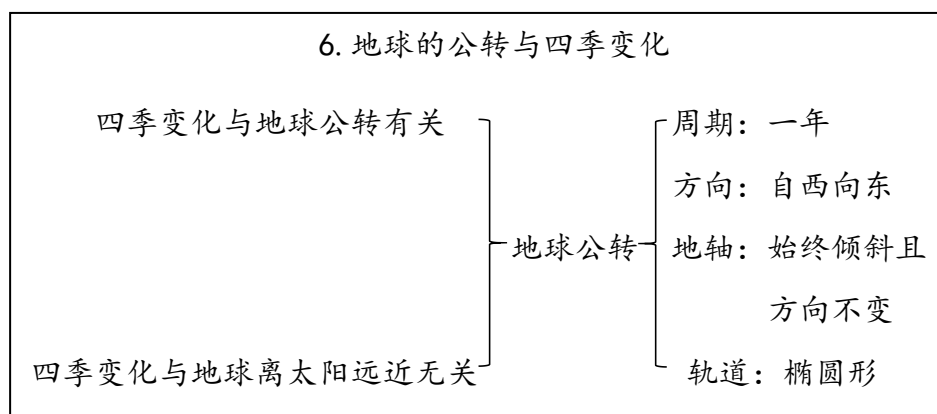 6.地球的公转与四季变化
四季变化与地球公转有关
四季变化与地球离太阳远近无关
地球公转
周期：一年
方向：自西向东
地轴：始终倾斜且
方向不变
轨道：椭圆形